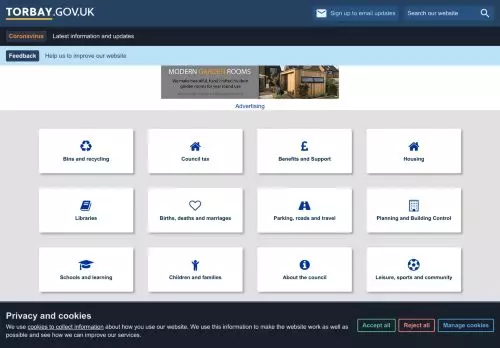 TORBAY.GOV.UK
Sign up to email updates
Search our website
Coronavirus
Latest information and updates
Feedback
Help us to improve our website
MODERN GARDEN ROOMS
We make beautiful, hand crafted modern
garden rooms for year round use
Advertising
Bins and recycling
Council tax
Benefits and Support
Housing
Libraries
Births, deaths and marriages
Parking, roads and travel
Planning and Building Control
Schools and learning
Children and families
About the council
Leisure, sports and community
Privacy and cookies
We use cookies to collect information about how you use our website. We use this information to make the website work as well as
possible and see how we can improve our services.
Accept all
Reject all
Manage cookies